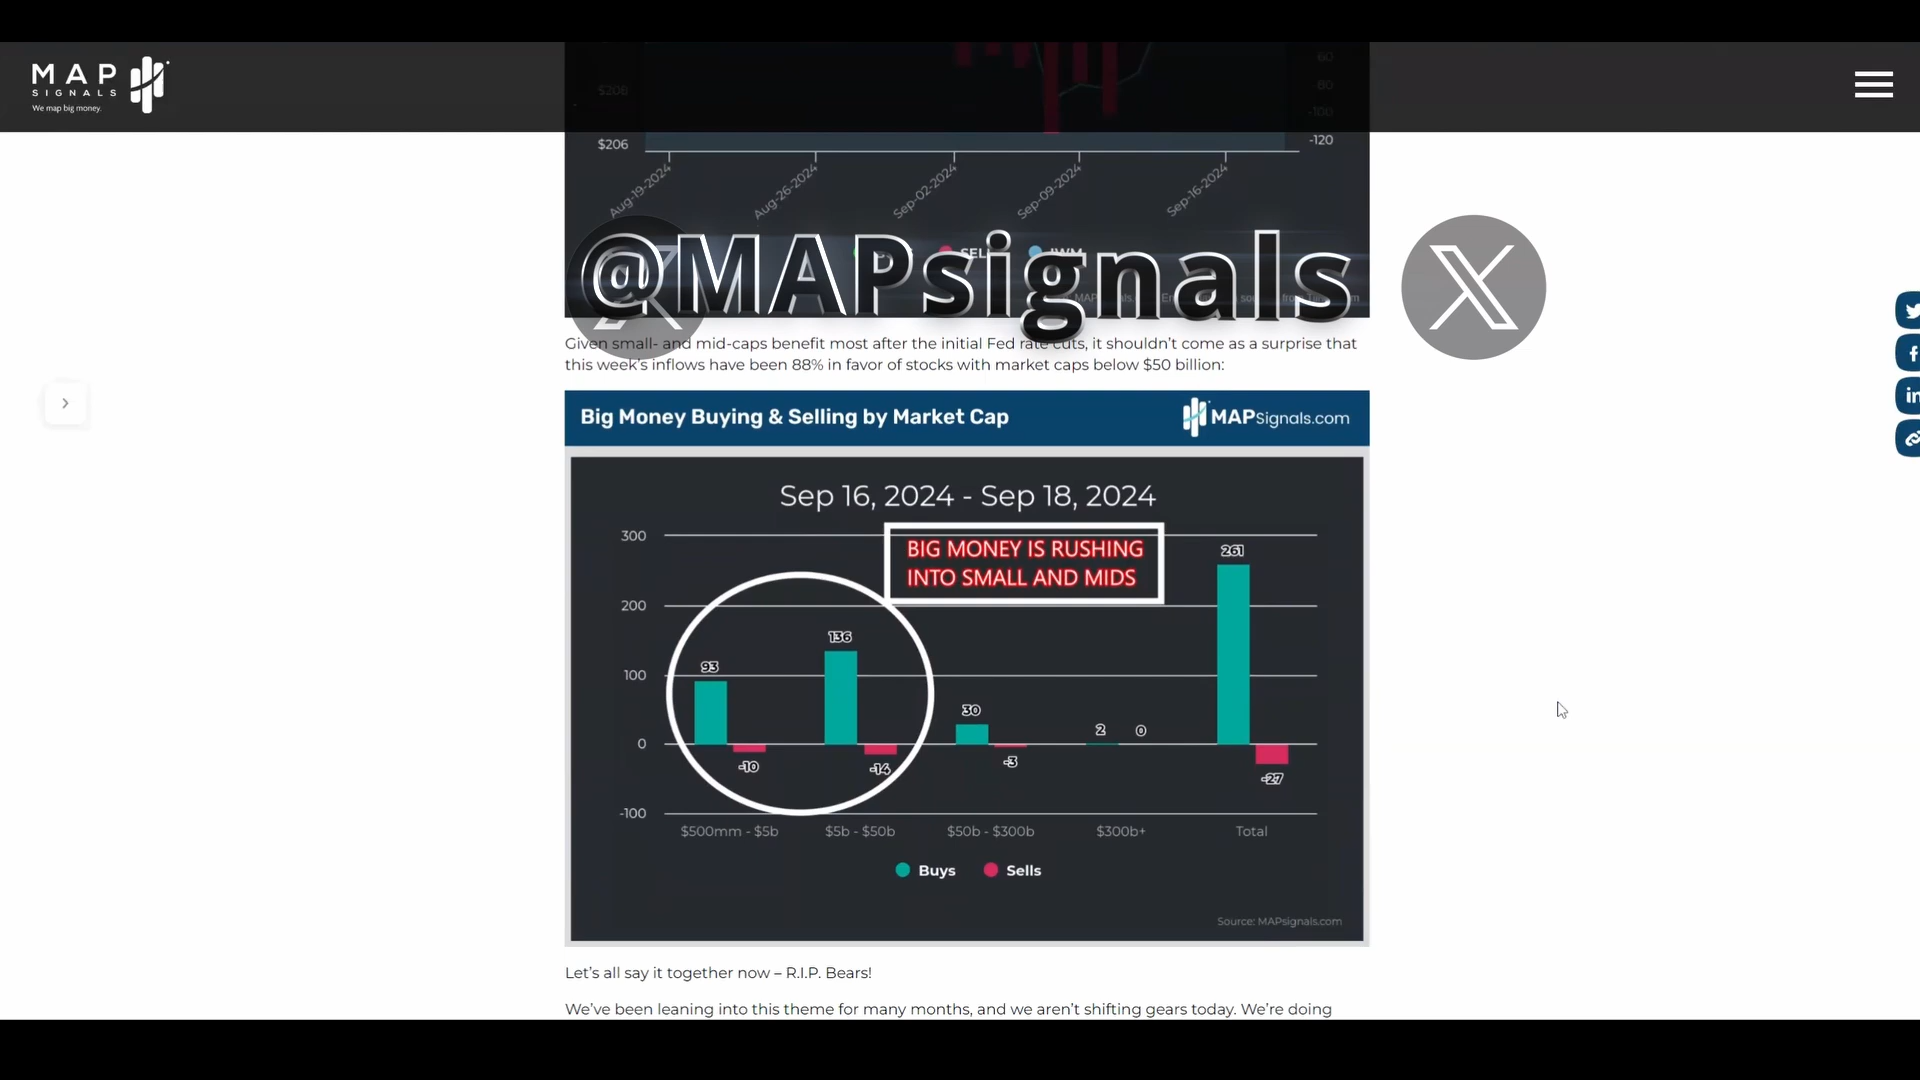 MAP
SIGNALS
We map big money.
60
$208
-80
-100
$206
-120
Aug-19-2024
Aug-26-2024
Sep-02-2024
Sep-09-2024
Sep-16-2024
IWM
@MAPsignals
Given small- and mid-caps benefit most after the initial Fed rate cuts, it shouldn't come as a surprise that
this week's inflows have been 88% in favor of stocks with market caps below $50 billion:
Big Money Buying & Selling by Market Cap
MAPSignals.com
Sep 16, 2024 - Sep 18, 2024
BIG MONEY IS RUSHING
INTO SMALL AND MIDS
300
200
100
0
-100
93
-10
136
-14
30
-3
2
0
261
-27
$500mm - $5b
$5b - $50b
$50b - $300b
$300b+
Total
Buys
Sells
Source: MAPsignals.com
Let's all say it together now – R.I.P. Bears!
We've been leaning into this theme for many months, and we aren't shifting gears today. We're doing